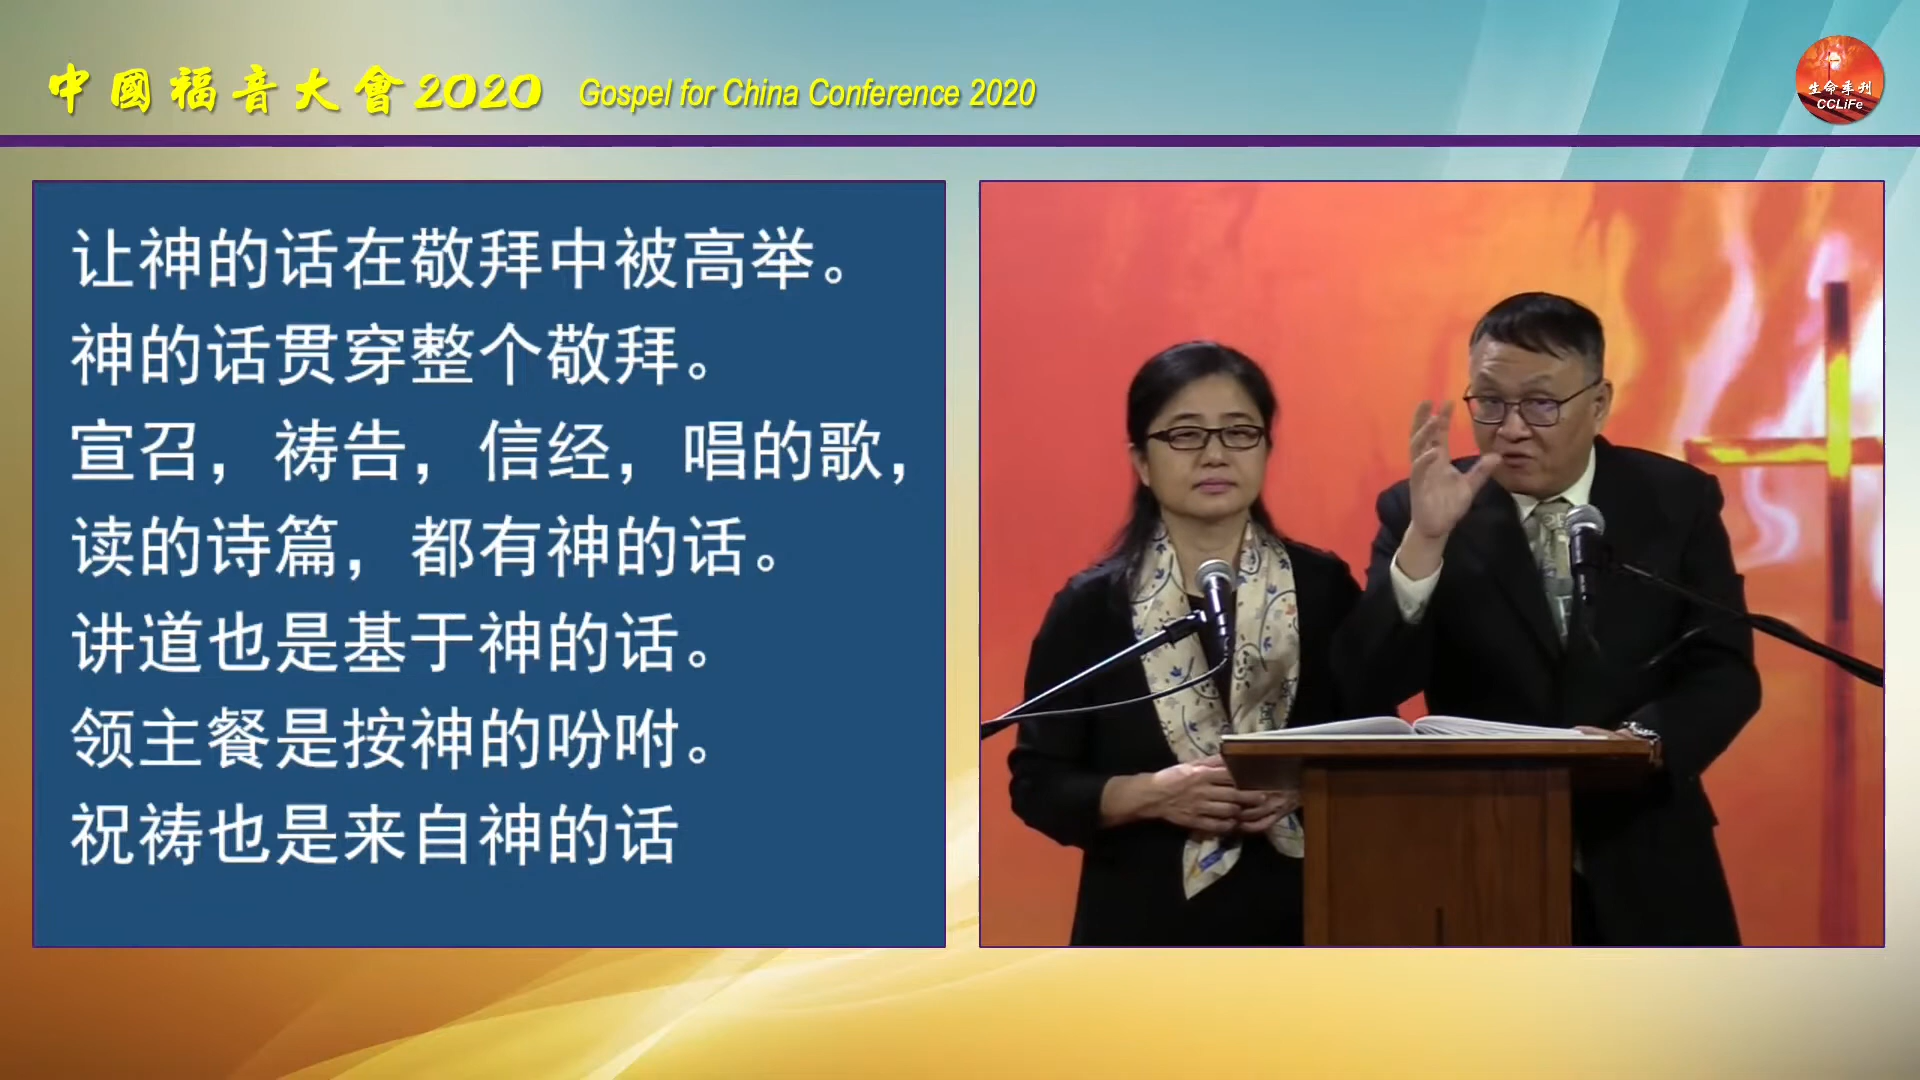 中國福音大會2020 Gospel for China Conference 2020
生命季刊
CCLiFe
让神的话在敬拜中被高举。
神的话贯穿整个敬拜。
宣召，祷告，信经，唱的歌，
读的诗篇，都有神的话。
讲道也是基于神的话。
领主餐是按神的吩咐。
祝祷也是来自神的话